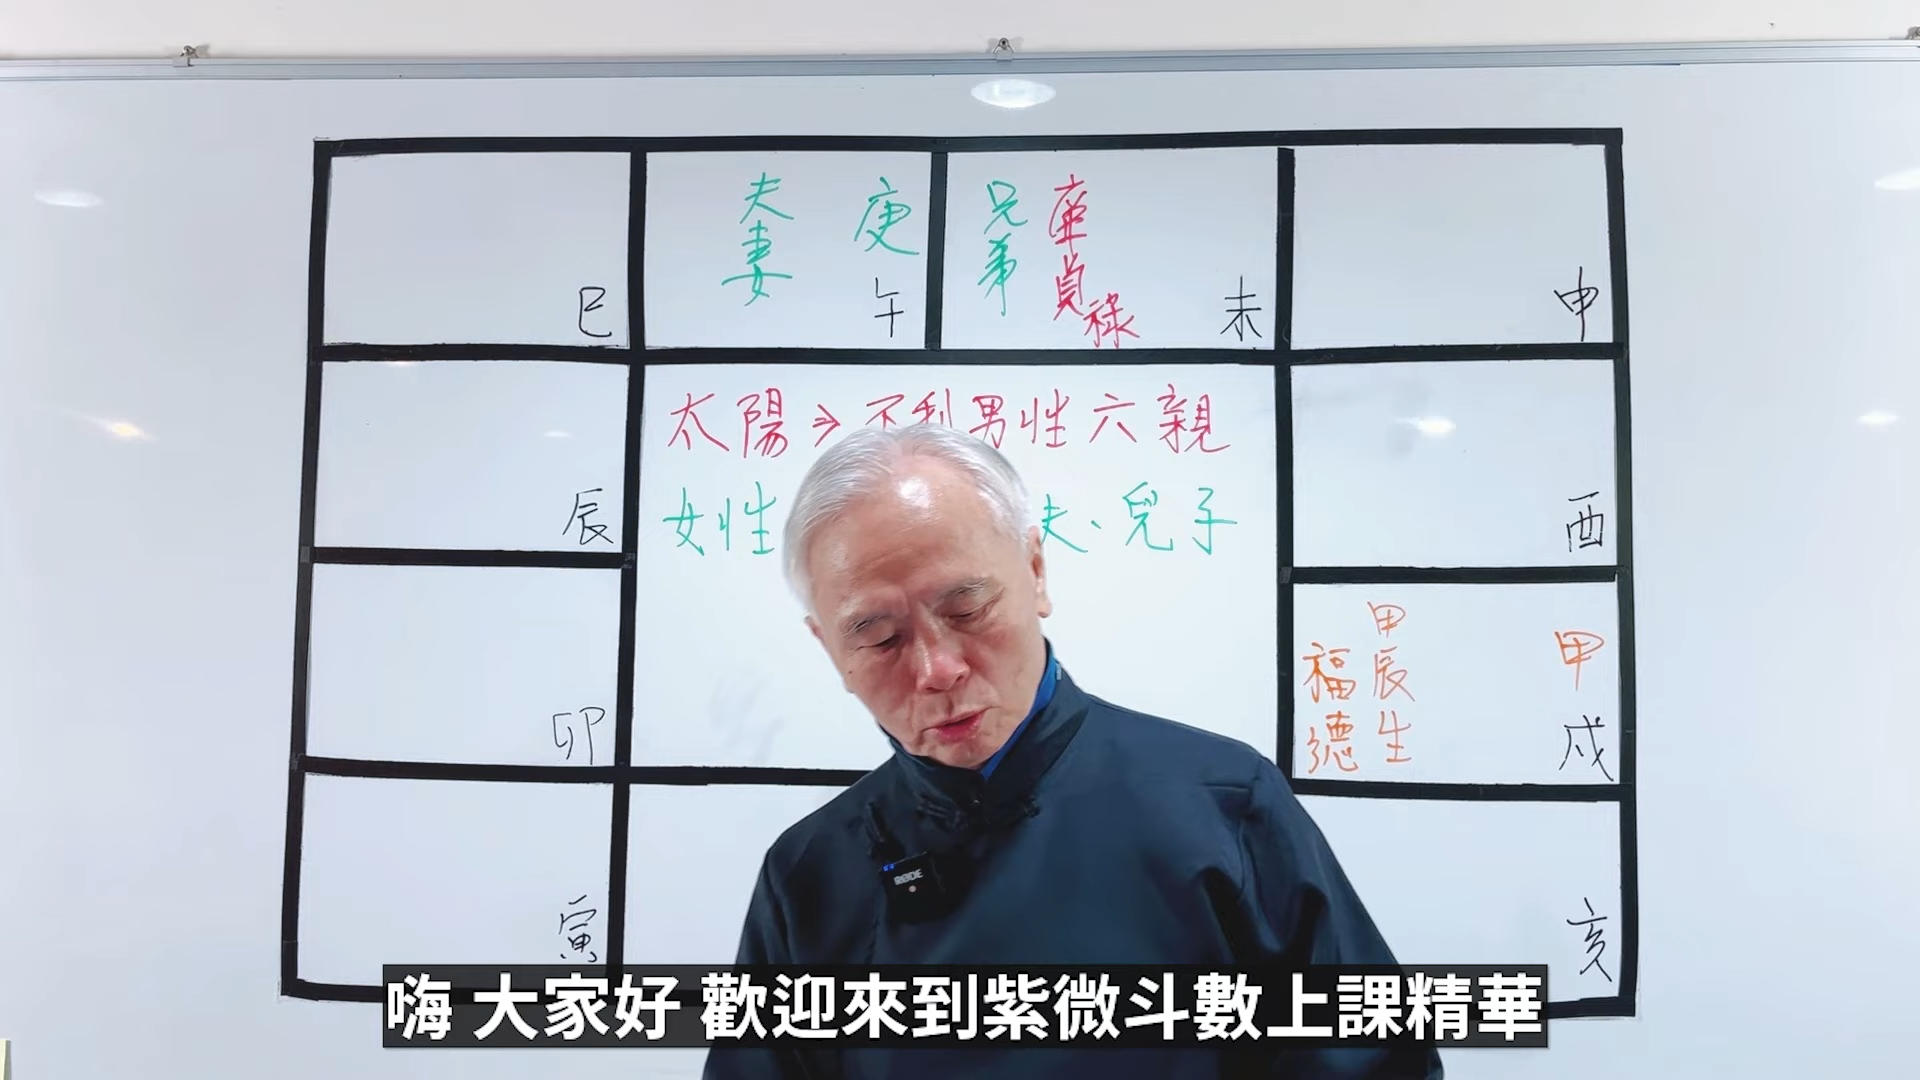 巳
夫妻
庚
午
兄弟
廉貞祿
未
申
太陽→不利男性六親
女性
夫、兒子
辰
酉
卯
福德
甲辰生
甲
戌
寅
亥
RØDE
嗨 大家好 歡迎來到紫微斗數上課精華